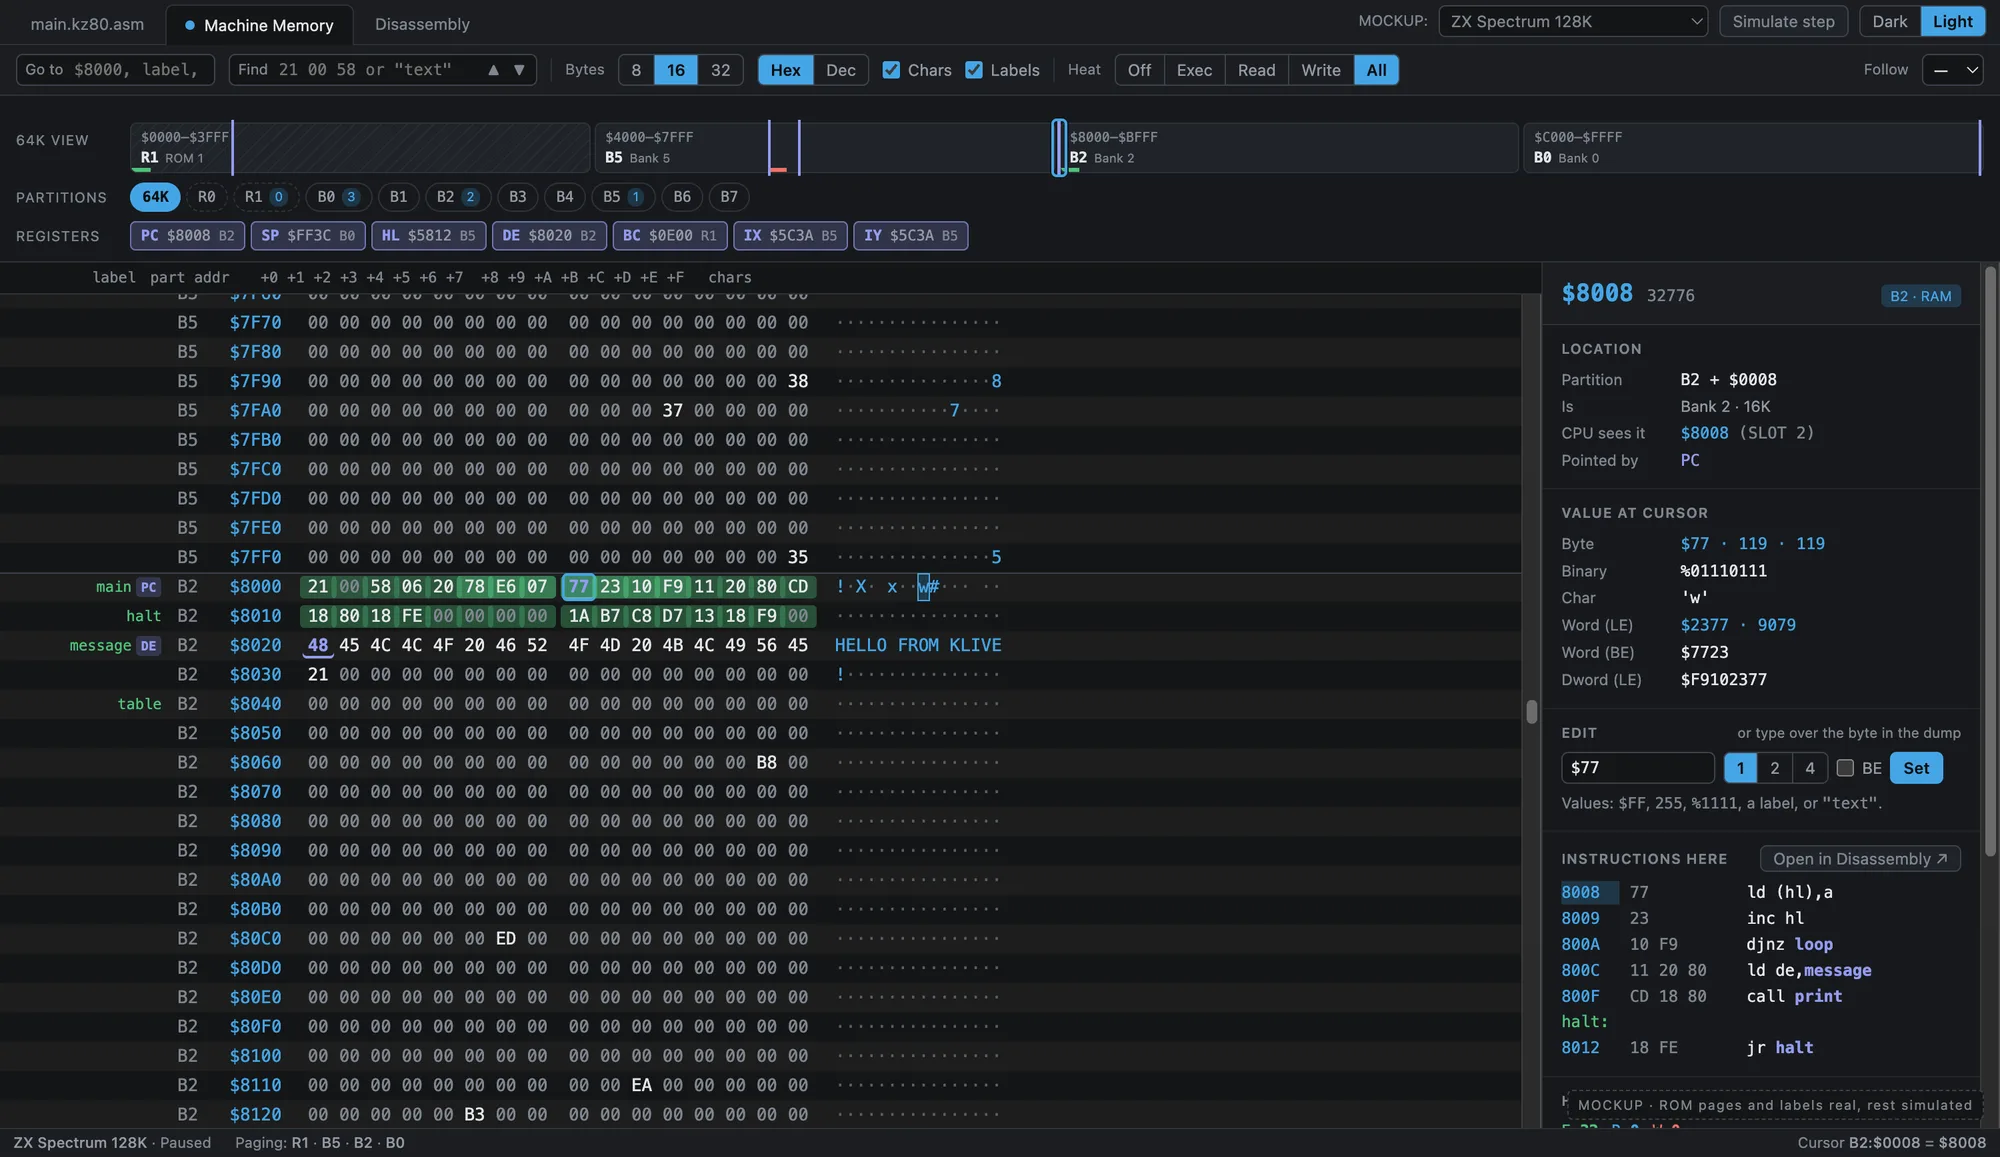 main.kz80.asm Machine Memory Disassembly MOCKUP: ZX Spectrum 128K Simulate step Dark Light
Go to $8000, label, Find 21 00 58 or "text" ▲ ▼ Bytes 8 16 32 Hex Dec Chars Labels Heat Off Exec Read Write All Follow —
64K VIEW
$0000—$3FFF $4000—$7FFF $8000—$BFFF $C000—$FFFF
R1 ROM 1 B5 Bank 5 B2 Bank 2 B0 Bank 0
PARTITIONS 64K R0 R1 0 B0 3 B1 B2 2 B3 B4 B5 1 B6 B7
REGISTERS PC $8008 B2 SP $FF3C B0 HL $5812 B5 DE $8020 B2 BC $0E00 R1 IX $5C3A B5 IY $5C3A B5
label part addr +0 +1 +2 +3 +4 +5 +6 +7 +8 +9 +A +B +C +D +E +F chars
B5 $7F60 00 00 00 00 00 00 00 00 00 00 00 00 00 00 00 00
B5 $7F70 00 00 00 00 00 00 00 00 00 00 00 00 00 00 00 00 ················
B5 $7F80 00 00 00 00 00 00 00 00 00 00 00 00 00 00 00 00 ················
B5 $7F90 00 00 00 00 00 00 00 00 00 00 00 00 00 00 00 38 ···············8
B5 $7FA0 00 00 00 00 00 00 00 00 00 00 00 37 00 00 00 00 ···········7····
B5 $7FB0 00 00 00 00 00 00 00 00 00 00 00 00 00 00 00 00 ················
B5 $7FC0 00 00 00 00 00 00 00 00 00 00 00 00 00 00 00 00 ················
B5 $7FD0 00 00 00 00 00 00 00 00 00 00 00 00 00 00 00 00 ················
B5 $7FE0 00 00 00 00 00 00 00 00 00 00 00 00 00 00 00 00 ················
B5 $7FF0 00 00 00 00 00 00 00 00 00 00 00 00 00 00 00 35 ···············5
main PC B2 $8000 21 00 58 06 20 78 E6 07 77 23 10 F9 11 20 80 CD !·X· x··w#··· ··
halt B2 $8010 18 80 18 FE 00 00 00 00 1A B7 C8 D7 13 18 F9 00 ················
message DE B2 $8020 48 45 4C 4C 4F 20 46 52 4F 4D 20 4B 4C 49 56 45 HELLO FROM KLIVE
B2 $8030 21 00 00 00 00 00 00 00 00 00 00 00 00 00 00 00 !···············
table B2 $8040 00 00 00 00 00 00 00 00 00 00 00 00 00 00 00 00 ················
B2 $8050 00 00 00 00 00 00 00 00 00 00 00 00 00 00 00 00 ················
B2 $8060 00 00 00 00 00 00 00 00 00 00 00 00 00 00 B8 00 ················
B2 $8070 00 00 00 00 00 00 00 00 00 00 00 00 00 00 00 00 ················
B2 $8080 00 00 00 00 00 00 00 00 00 00 00 00 00 00 00 00 ················
B2 $8090 00 00 00 00 00 00 00 00 00 00 00 00 00 00 00 00 ················
B2 $80A0 00 00 00 00 00 00 00 00 00 00 00 00 00 00 00 00 ················
B2 $80B0 00 00 00 00 00 00 00 00 00 00 00 00 00 00 00 00 ················
B2 $80C0 00 00 00 00 00 00 ED 00 00 00 00 00 00 00 00 00 ················
B2 $80D0 00 00 00 00 00 00 00 00 00 00 00 00 00 00 00 00 ················
B2 $80E0 00 00 00 00 00 00 00 00 00 00 00 00 00 00 00 00 ················
B2 $80F0 00 00 00 00 00 00 00 00 00 00 00 00 00 00 00 00 ················
B2 $8100 00 00 00 00 00 00 00 00 00 00 00 00 00 00 00 00 ················
B2 $8110 00 00 00 00 00 00 00 00 00 00 EA 00 00 00 00 00 ················
B2 $8120 00 00 00 00 00 B3 00 00 00 00 00 00 00 00 00 00 ················
$8008 32776 B2 · RAM
LOCATION
Partition B2 + $0008
Is Bank 2 · 16K
CPU sees it $8008 (SLOT 2)
Pointed by PC
VALUE AT CURSOR
Byte $77 · 119 · 119
Binary %01110111
Char 'w'
Word (LE) $2377 · 9079
Word (BE) $7723
Dword (LE) $F9102377
EDIT or type over the byte in the dump
$77 1 2 4 BE Set
Values: $FF, 255, %1111, a label, or "text".
INSTRUCTIONS HERE Open in Disassembly ↗
8008 77 ld (hl),a
8009 23 inc hl
800A 10 F9 djnz loop
800C 11 20 80 ld de,message
800F CD 18 80 call print
halt:
8012 18 FE jr halt
MOCKUP · ROM pages and labels real, rest simulated
ZX Spectrum 128K · Paused Paging: R1 · B5 · B2 · B0 Cursor B2:$0008 = $8008